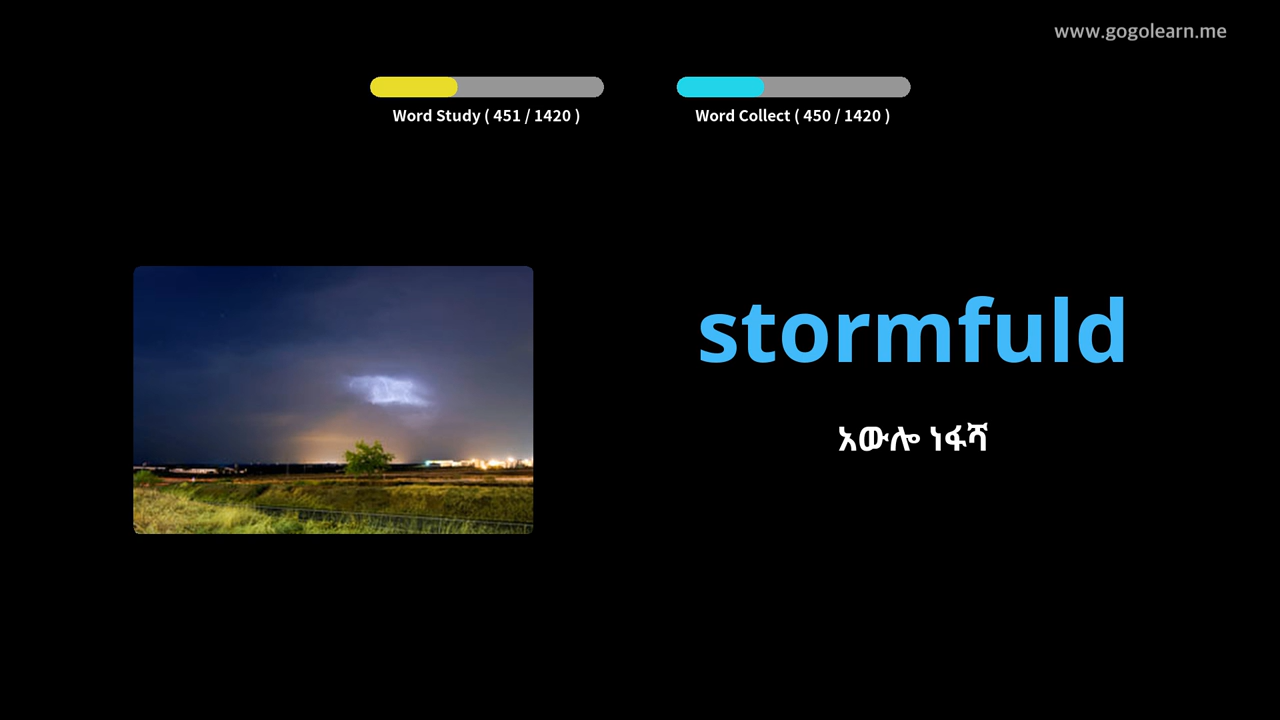 www.gogolearn.me
Word Study ( 451 / 1420 )
Word Collect ( 450 / 1420 )
stormfuld
አውሎ ነፋሻ